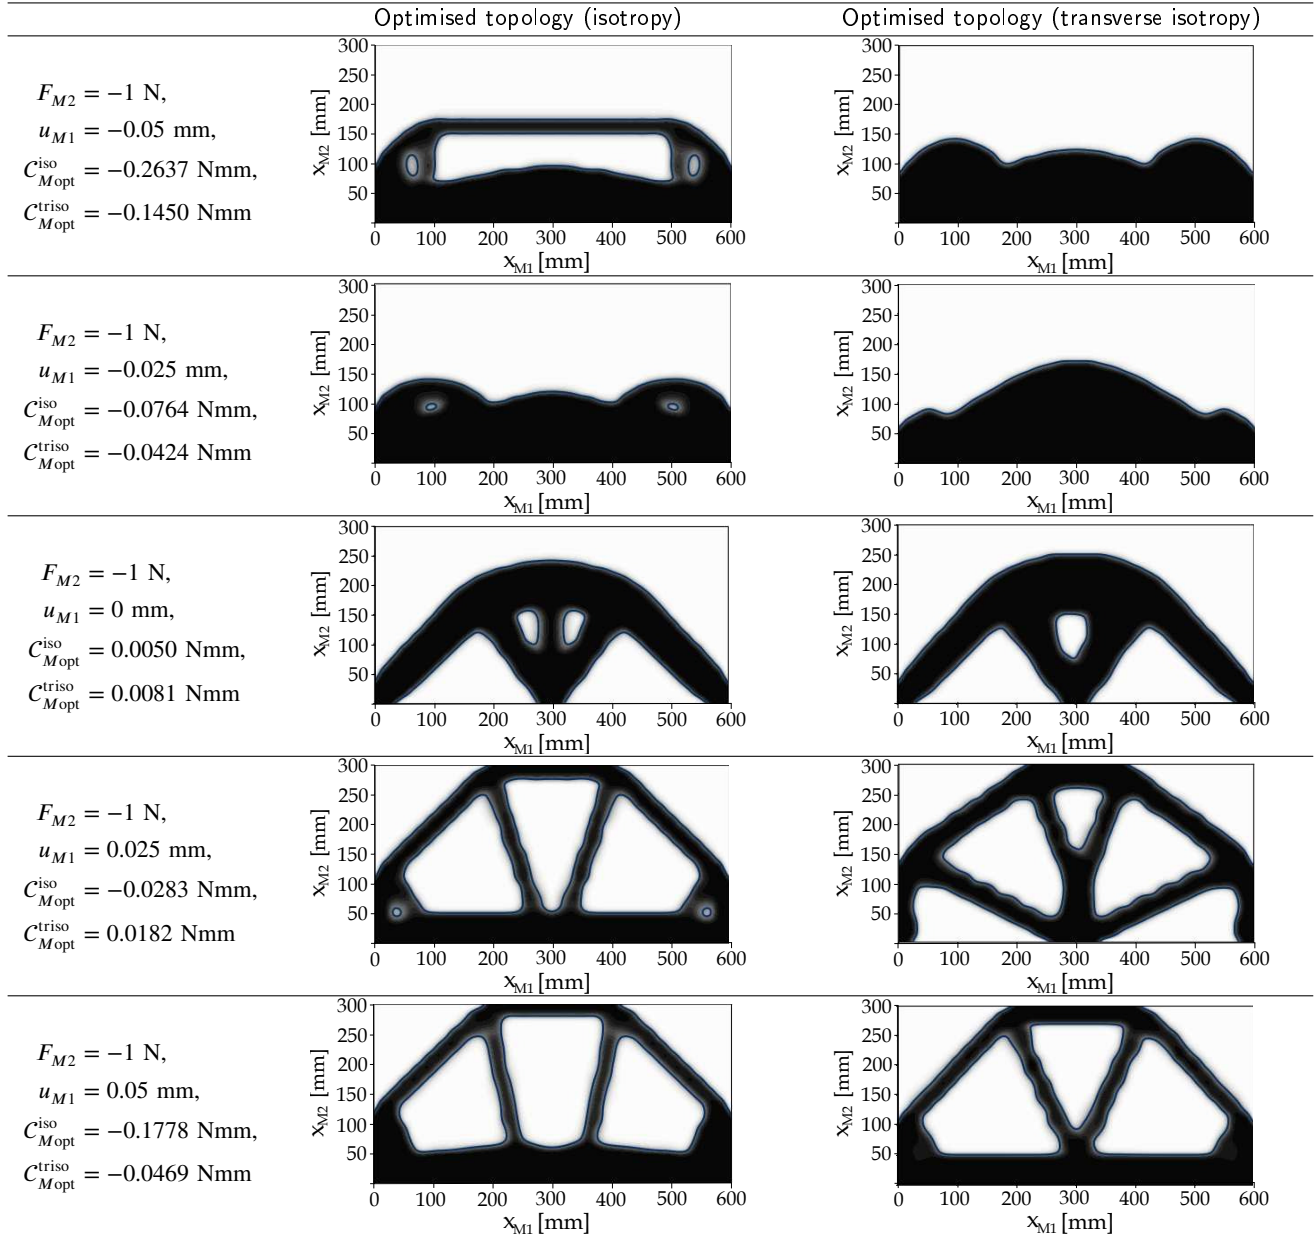 Optimised topology (isotropy) Optimised topology (transverse isotropy)
F_{M2} = −1 N,
u_{M1} = −0.05 mm,
C^{iso}_{Mopt} = −0.2637 Nmm,
C^{triso}_{Mopt} = −0.1450 Nmm
300
250
200
150
100
50
x_{M2} [mm]
0 100 200 300 400 500 600
x_{M1} [mm]
300
250
200
150
100
50
x_{M2} [mm]
0 100 200 300 400 500 600
x_{M1} [mm]
F_{M2} = −1 N,
u_{M1} = −0.025 mm,
C^{iso}_{Mopt} = −0.0764 Nmm,
C^{triso}_{Mopt} = −0.0424 Nmm
300
250
200
150
100
50
x_{M2} [mm]
0 100 200 300 400 500 600
x_{M1} [mm]
300
250
200
150
100
50
x_{M2} [mm]
0 100 200 300 400 500 600
x_{M1} [mm]
F_{M2} = −1 N,
u_{M1} = 0 mm,
C^{iso}_{Mopt} = 0.0050 Nmm,
C^{triso}_{Mopt} = 0.0081 Nmm
300
250
200
150
100
50
x_{M2} [mm]
0 100 200 300 400 500 600
x_{M1} [mm]
300
250
200
150
100
50
x_{M2} [mm]
0 100 200 300 400 500 600
x_{M1} [mm]
F_{M2} = −1 N,
u_{M1} = 0.025 mm,
C^{iso}_{Mopt} = −0.0283 Nmm,
C^{triso}_{Mopt} = 0.0182 Nmm
300
250
200
150
100
50
x_{M2} [mm]
0 100 200 300 400 500 600
x_{M1} [mm]
300
250
200
150
100
50
x_{M2} [mm]
0 100 200 300 400 500 600
x_{M1} [mm]
F_{M2} = −1 N,
u_{M1} = 0.05 mm,
C^{iso}_{Mopt} = −0.1778 Nmm,
C^{triso}_{Mopt} = −0.0469 Nmm
300
250
200
150
100
50
x_{M2} [mm]
0 100 200 300 400 500 600
x_{M1} [mm]
300
250
200
150
100
50
x_{M2} [mm]
0 100 200 300 400 500 600
x_{M1} [mm]